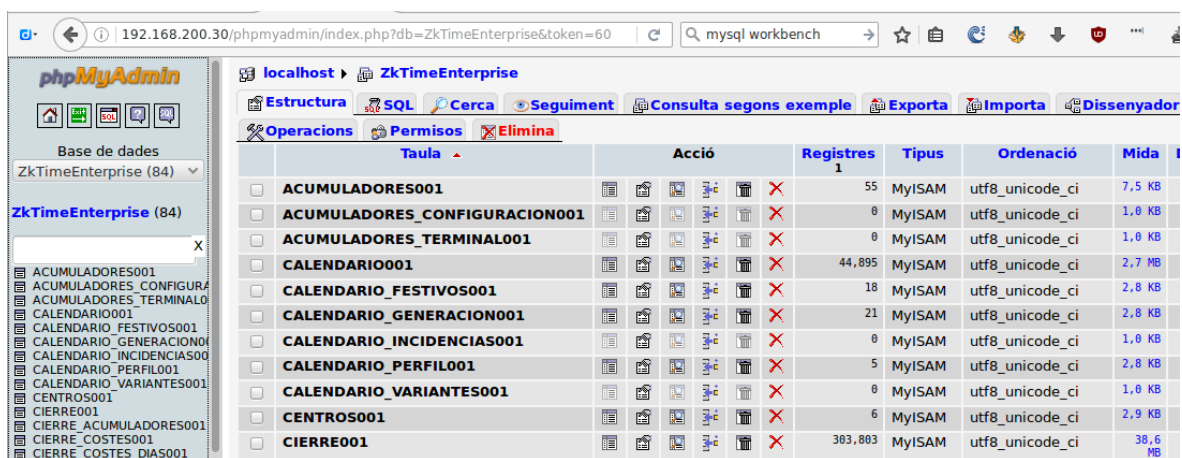 192.168.200.30/phpmyadmin/index.php?db=ZkTimeEnterprise&token=60
mysql workbench
phpMyAdmin
Base de dades
ZkTimeEnterprise (84)
ZkTimeEnterprise (84)
X
ACUMULADORES001
ACUMULADORES_CONFIGURA
ACUMULADORES_TERMINAL0
CALENDARIO001
CALENDARIO_FESTIVOS001
CALENDARIO_GENERACION00
CALENDARIO_INCIDENCIAS00
CALENDARIO_PERFIL001
CALENDARIO_VARIANTES001
CENTROS001
CIERRE001
CIERRE_ACUMULADORES001
CIERRE_COSTES001
CIERRE_COSTES_DIAS001
localhost ZkTimeEnterprise
Estructura SQL Cerca Seguiment Consulta segons exemple Exporta Importa Dissenyador
Operacions Permisos Elimina
Taula Acció Registres 1 Tipus Ordenació Mida
ACUMULADORES001 55 MyISAM utf8_unicode_ci 7,5 KB
ACUMULADORES_CONFIGURACION001 0 MyISAM utf8_unicode_ci 1,0 KB
ACUMULADORES_TERMINAL001 0 MyISAM utf8_unicode_ci 1,0 KB
CALENDARIO001 44,895 MyISAM utf8_unicode_ci 2,7 MB
CALENDARIO_FESTIVOS001 18 MyISAM utf8_unicode_ci 2,8 KB
CALENDARIO_GENERACION001 21 MyISAM utf8_unicode_ci 2,8 KB
CALENDARIO_INCIDENCIAS001 0 MyISAM utf8_unicode_ci 1,0 KB
CALENDARIO_PERFIL001 5 MyISAM utf8_unicode_ci 2,8 KB
CALENDARIO_VARIANTES001 0 MyISAM utf8_unicode_ci 1,0 KB
CENTROS001 6 MyISAM utf8_unicode_ci 2,9 KB
CIERRE001 303,803 MyISAM utf8_unicode_ci 38,6 MB